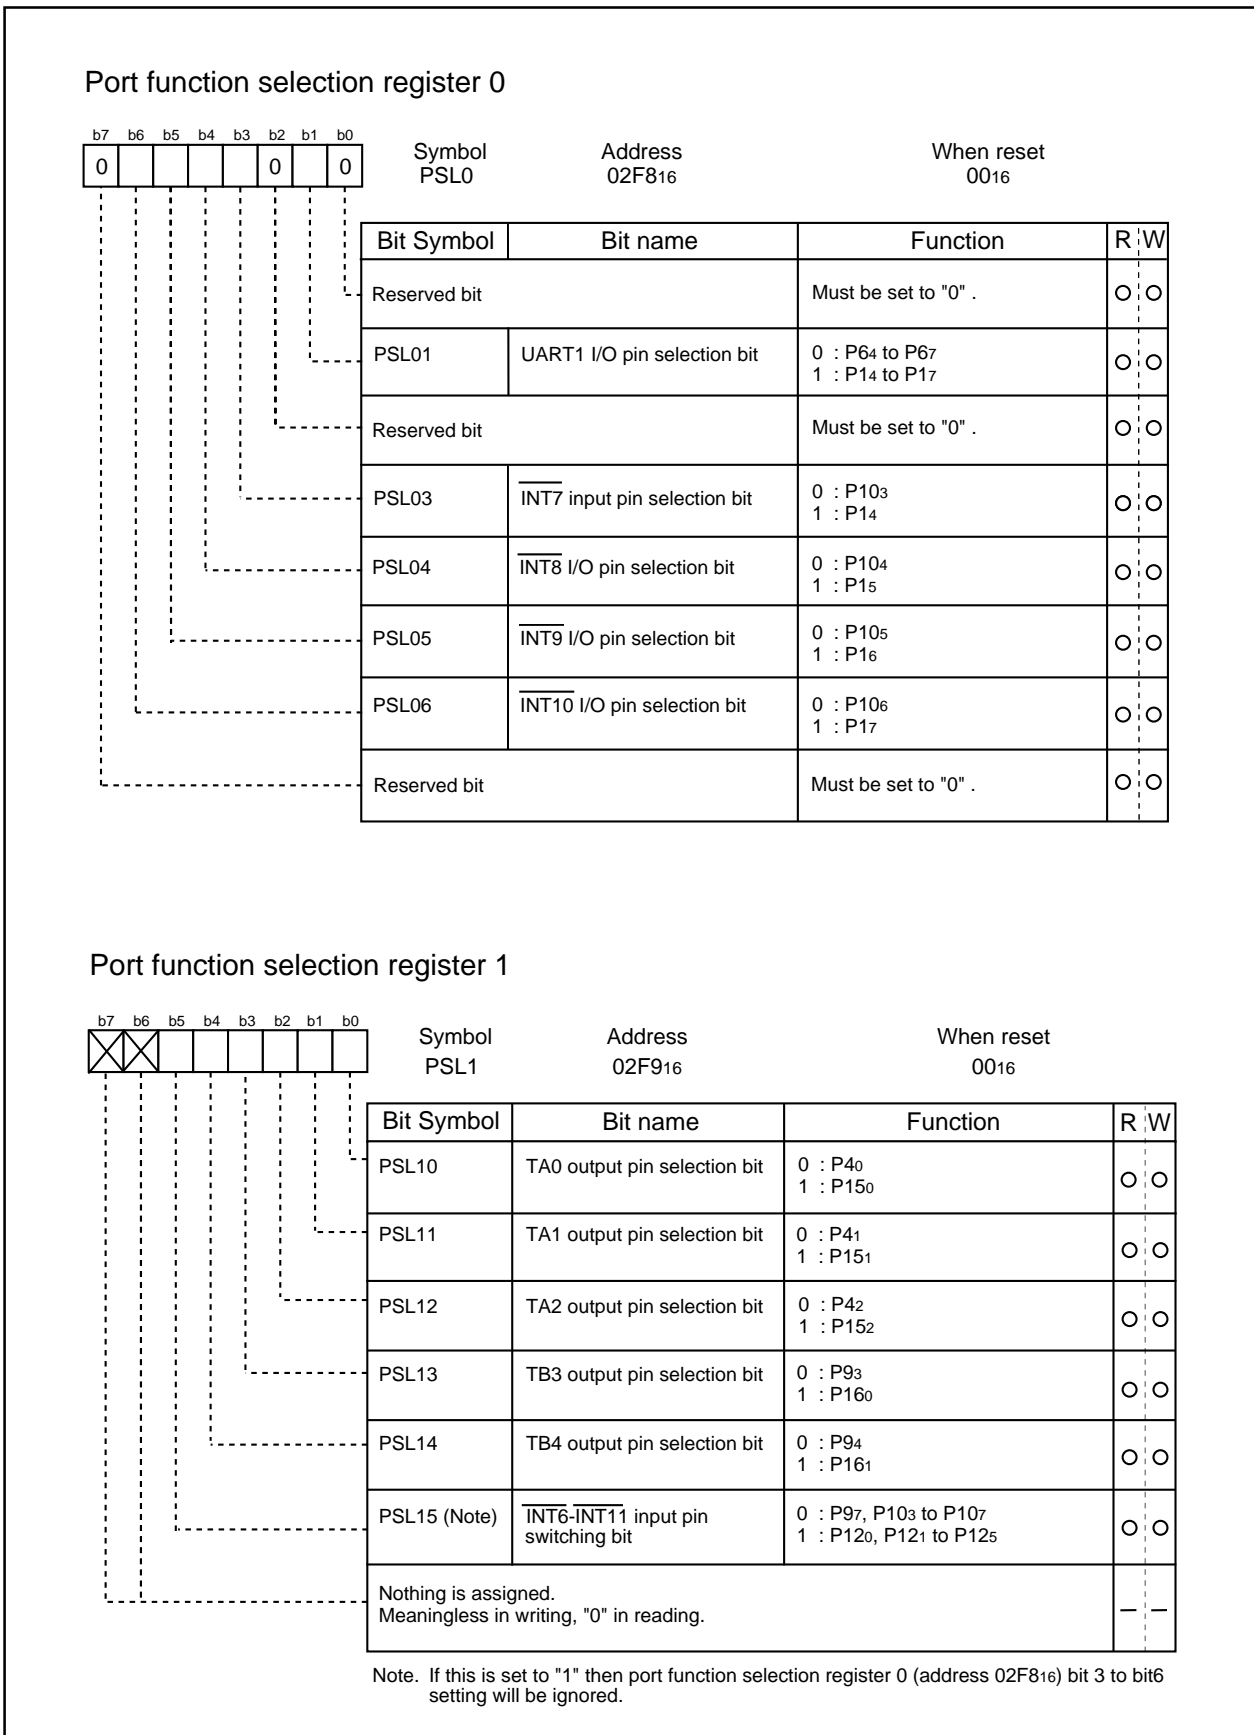 Port function selection register 0
b7 b6 b5 b4 b3 b2 b1 b0
0 0 0
Symbol Address When reset
PSL0 02F816 0016
Bit Symbol Bit name Function R W
Reserved bit Must be set to "0" .
PSL01 UART1 I/O pin selection bit 0 : P64 to P67
1 : P14 to P17
Reserved bit Must be set to "0" .
PSL03 INT7 input pin selection bit 0 : P103
1 : P14
PSL04 INT8 I/O pin selection bit 0 : P104
1 : P15
PSL05 INT9 I/O pin selection bit 0 : P105
1 : P16
PSL06 INT10 I/O pin selection bit 0 : P106
1 : P17
Reserved bit Must be set to "0" .
Port function selection register 1
b7 b6 b5 b4 b3 b2 b1 b0
Symbol Address When reset
PSL1 02F916 0016
Bit Symbol Bit name Function R W
PSL10 TA0 output pin selection bit 0 : P40
1 : P150
PSL11 TA1 output pin selection bit 0 : P41
1 : P151
PSL12 TA2 output pin selection bit 0 : P42
1 : P152
PSL13 TB3 output pin selection bit 0 : P93
1 : P160
PSL14 TB4 output pin selection bit 0 : P94
1 : P161
PSL15 (Note) INT6-INT11 input pin 0 : P97, P103 to P107
switching bit 1 : P120, P121 to P125
Nothing is assigned.
Meaningless in writing, "0" in reading. – –
Note. If this is set to "1" then port function selection register 0 (address 02F816) bit 3 to bit6
setting will be ignored.